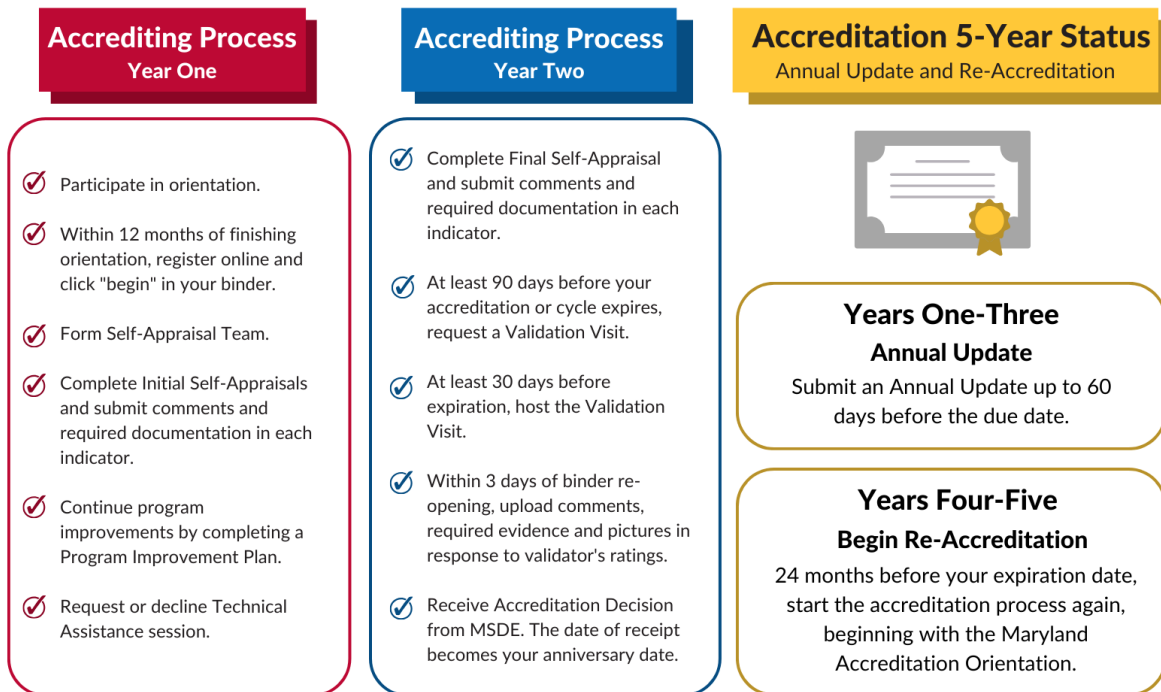 Accrediting Process
Year One
Participate in orientation.
Within 12 months of finishing
orientation, register online and
click "begin" in your binder.
Form Self-Appraisal Team.
Complete Initial Self-Appraisals
and submit comments and
required documentation in each
indicator.
Continue program
improvements by completing a
Program Improvement Plan.
Request or decline Technical
Assistance session.
Accrediting Process
Year Two
Complete Final Self-Appraisal
and submit comments and
required documentation in each
indicator.
At least 90 days before your
accreditation or cycle expires,
request a Validation Visit.
At least 30 days before
expiration, host the Validation
Visit.
Within 3 days of binder re-
opening, upload comments,
required evidence and pictures in
response to validator's ratings.
Receive Accreditation Decision
from MSDE. The date of receipt
becomes your anniversary date.
Accreditation 5-Year Status
Annual Update and Re-Accreditation
Years One-Three
Annual Update
Submit an Annual Update up to 60
days before the due date.
Years Four-Five
Begin Re-Accreditation
24 months before your expiration date,
start the accreditation process again,
beginning with the Maryland
Accreditation Orientation.